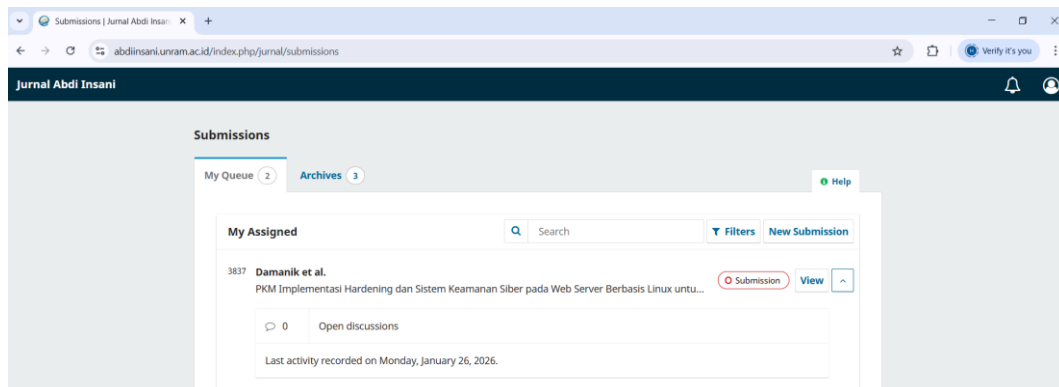 Submissions | Jurnal Abdi Insan
abdiinsani.unram.ac.id/index.php/jurnal/submissions
Verify it's you
Jurnal Abdi Insani
Submissions
My Queue 2 Archives 3
Help
My Assigned Search Filters New Submission
3837 Damanik et al.
PKM Implementasi Hardening dan Sistem Keamanan Siber pada Web Server Berbasis Linux untu... Submission View
0 Open discussions
Last activity recorded on Monday, January 26, 2026.